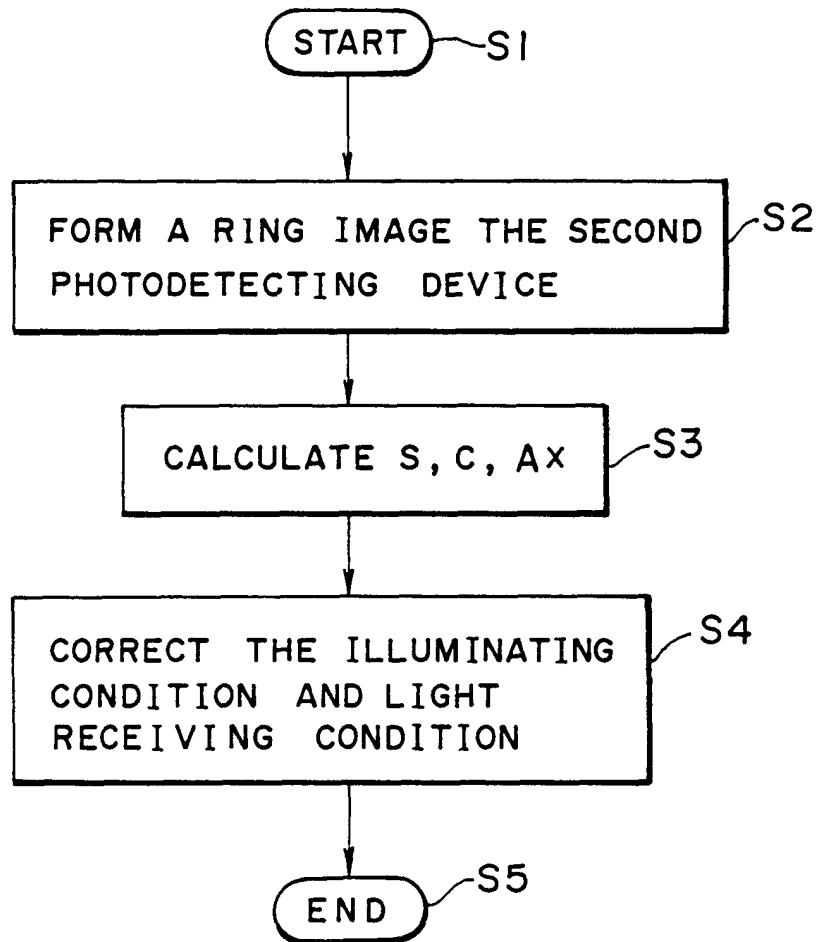 START
S1
FORM A RING IMAGE THE SECOND
PHOTODETECTING DEVICE
S2
CALCULATE S, C, AX
S3
CORRECT THE ILLUMINATING
CONDITION AND LIGHT
RECEIVING CONDITION
S4
END
S5